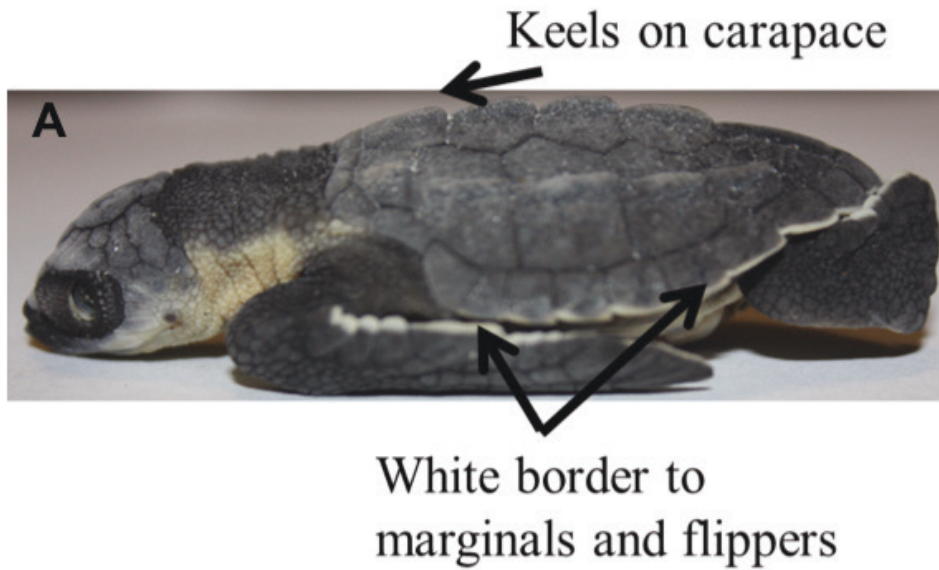 Keels on carapace
A
White border to
marginals and flippers